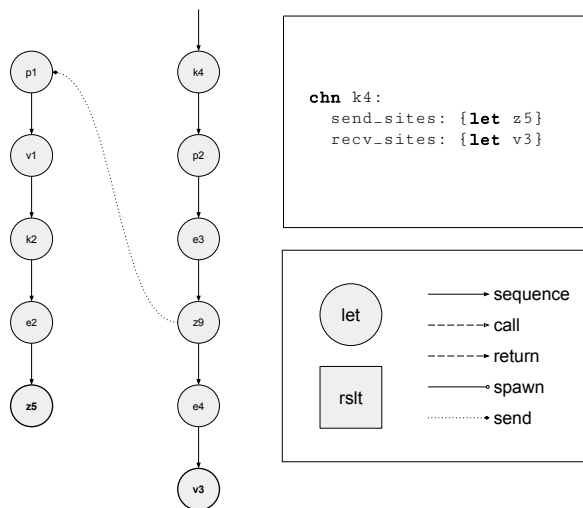 p1
v1
k2
e2
z5
k4
p2
e3
z9
e4
v3
chn k4:
send_sites: {let z5}
recv_sites: {let v3}
let
rslt
sequence
call
return
spawn
send